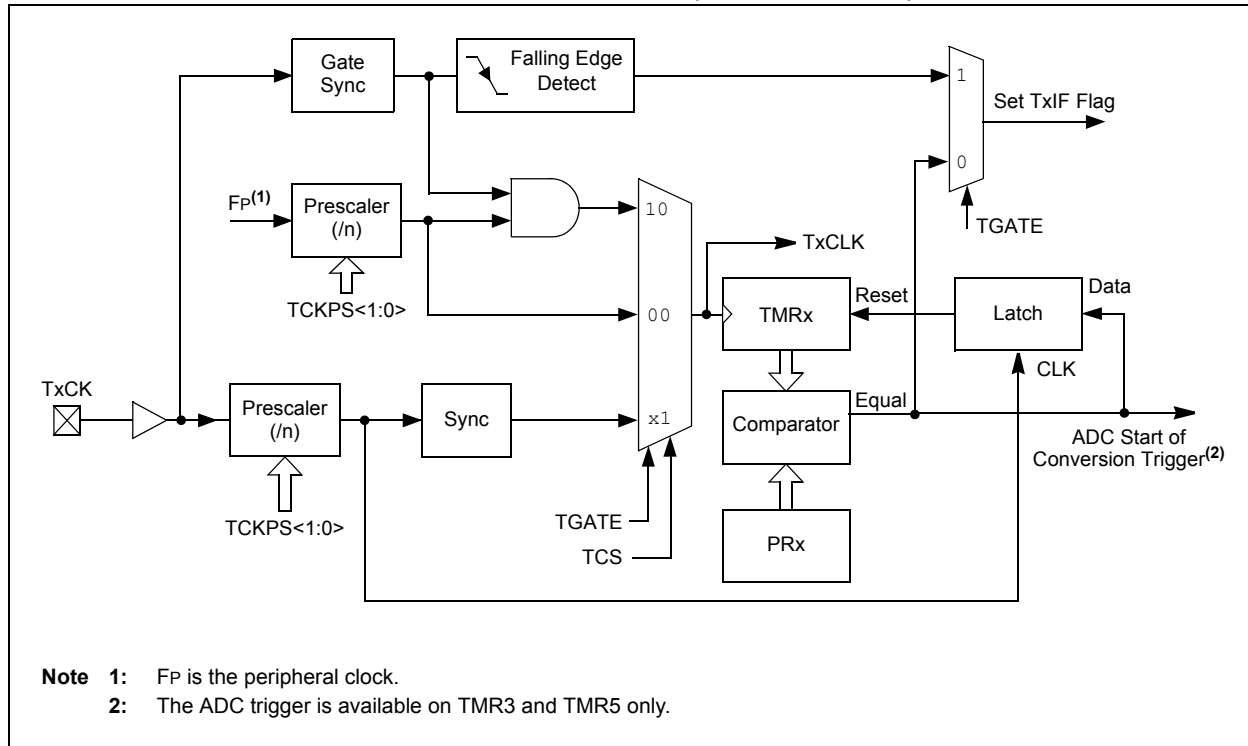 Gate
Sync
Falling Edge
Detect
1
Set TxIF Flag
0
FP(1)
Prescaler
(/n)
10
TGATE
TxCLK
TCKPS<1:0>
00
TMRx
Reset
Latch
Data
CLK
TxCK
Prescaler
(/n)
Sync
x1
Comparator
Equal
ADC Start of
Conversion Trigger(2)
TCKPS<1:0>
TGATE
TCS
PRx
Note 1: FP is the peripheral clock.
2: The ADC trigger is available on TMR3 and TMR5 only.